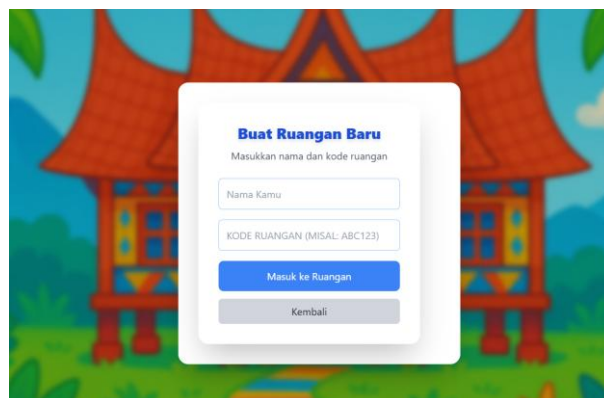 Buat Ruangan Baru
Masukkan nama dan kode ruangan
Nama Kamu
KODE RUANGAN (MISAL: ABC123)
Masuk ke Ruangan
Kembali